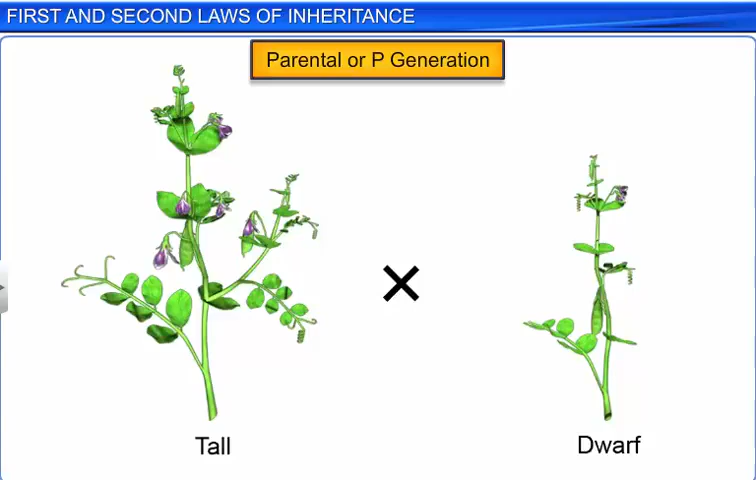 FIRST AND SECOND LAWS OF INHERITANCE
Parental or P Generation
×
Tall
Dwarf